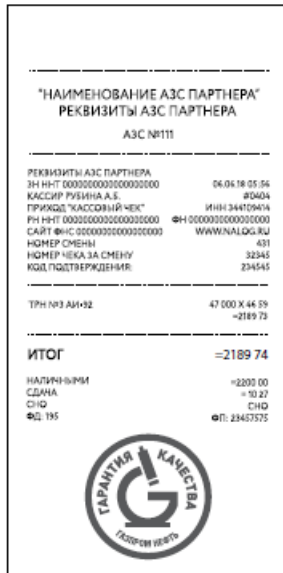 "НАИМЕНОВАНИЕ АЗС ПАРТНЕРА"
РЕКВИЗИТЫ АЗС ПАРТНЕРА
АЗС №111
РЕКВИЗИТЫ АЗС ПАРТНЕРА
ЗН ННТ 0000000000000000000 06.06.18 05:56
КАССИР РУБИНА А.Б. #0404
ПРИХОД "КАССОВЫЙ ЧЕК" ИНН 344109414
РН ННТ 0000000000000000000 ФН 0000000000000000
САЙТ ФНС 0000000000000000 WWW.NALOG.RU
НОМЕР СМЕНЫ 431
НОМЕР ЧЕКА ЗА СМЕНУ 32345
КОД ПОДТВЕРЖДЕНИЯ: 234545
ТРН №3 АИ-92 47 000 X 46 59
=2189 73
ИТОГ =2189 74
НАЛИЧНЫМИ =2200 00
СДАЧА = 10 27
СНО СНО
ФД: 195 ФП: 23457575
ГАРАНТИЯ КАЧЕСТВА
ГАЗПРОМ НЕФТЬ